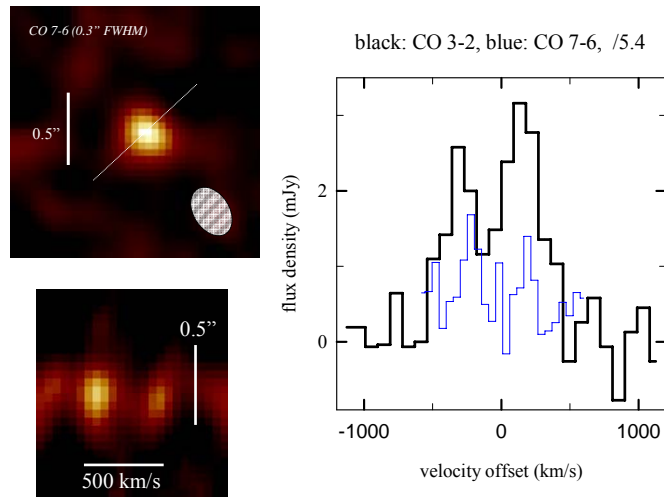 CO 7-6 (0.3” FWHM)
0.5”
0.5”
500 km/s
black: CO 3-2, blue: CO 7-6, /5.4
flux density (mJy)
2
0
-1000
0
1000
velocity offset (km/s)